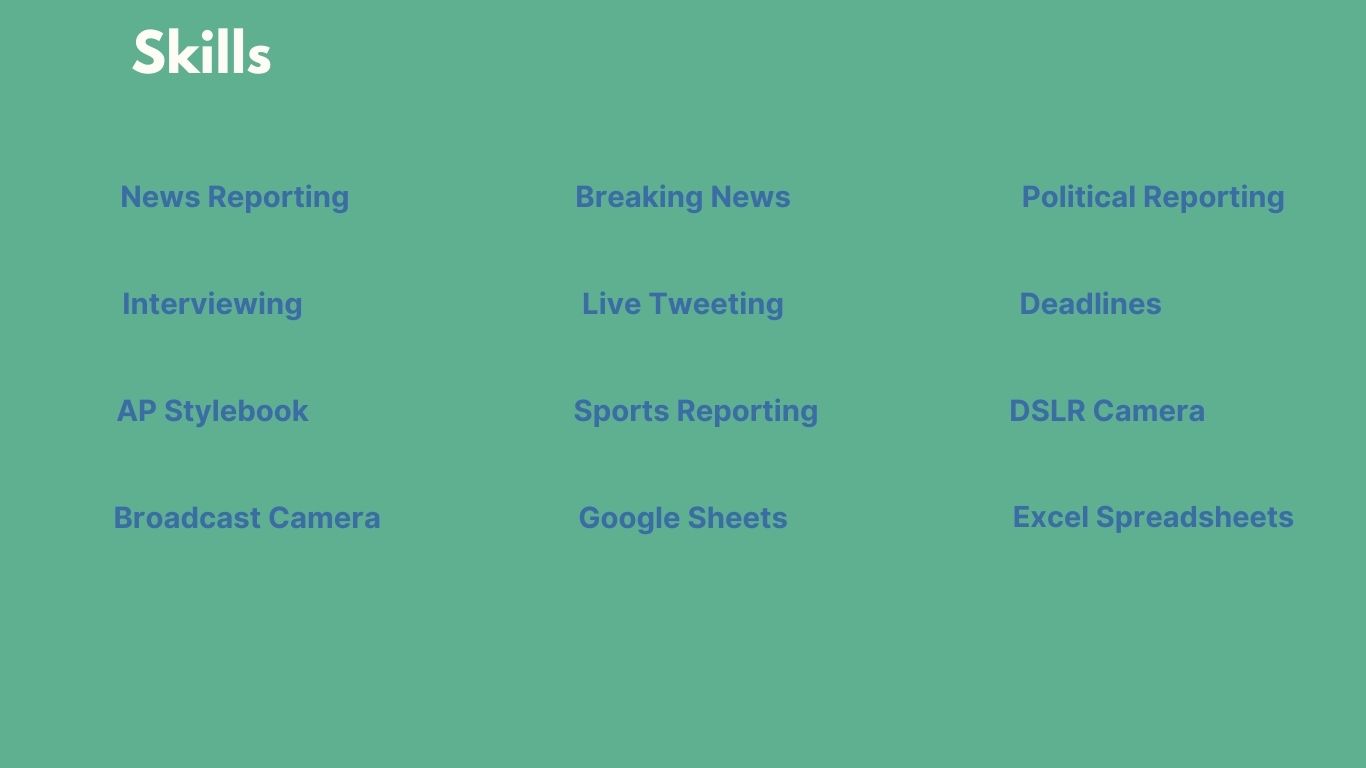 Skills
News Reporting
Breaking News
Political Reporting
Interviewing
Live Tweeting
Deadlines
AP Stylebook
Sports Reporting
DSLR Camera
Broadcast Camera
Google Sheets
Excel Spreadsheets